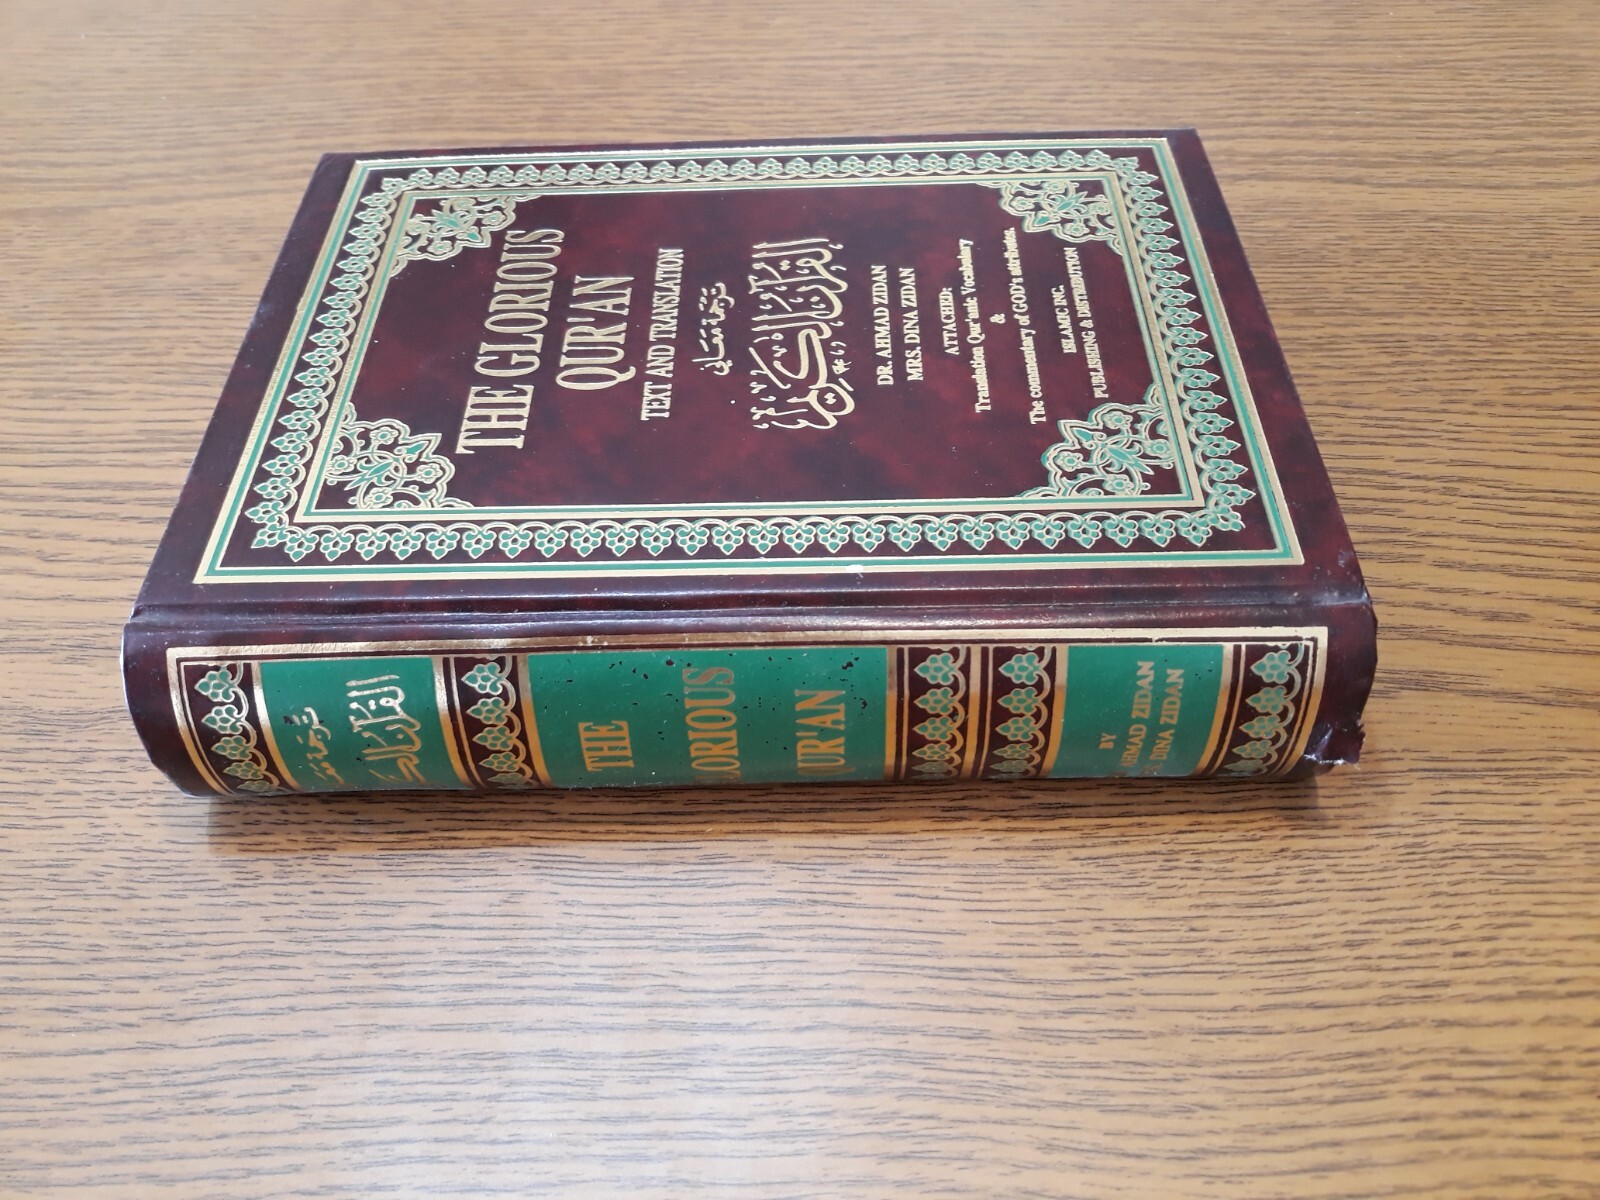 THE GLORIOUS
QUR'AN
TEXT AND TRANSLATION
ترجمة معاني
القرآن الكريم
DR. AHMAD ZIDAN
MRS. DINA ZIDAN
ATTACHED:
Translation Qur'anic Vocabulary
&
The commentary of GOD's attributes.
ISLAMIC INC.
PUBLISHING & DISTRIBUTION
ترجمة
القرآن
THE
GLORIOUS
QUR'AN
BY
AHMAD ZIDAN
DINA ZIDAN